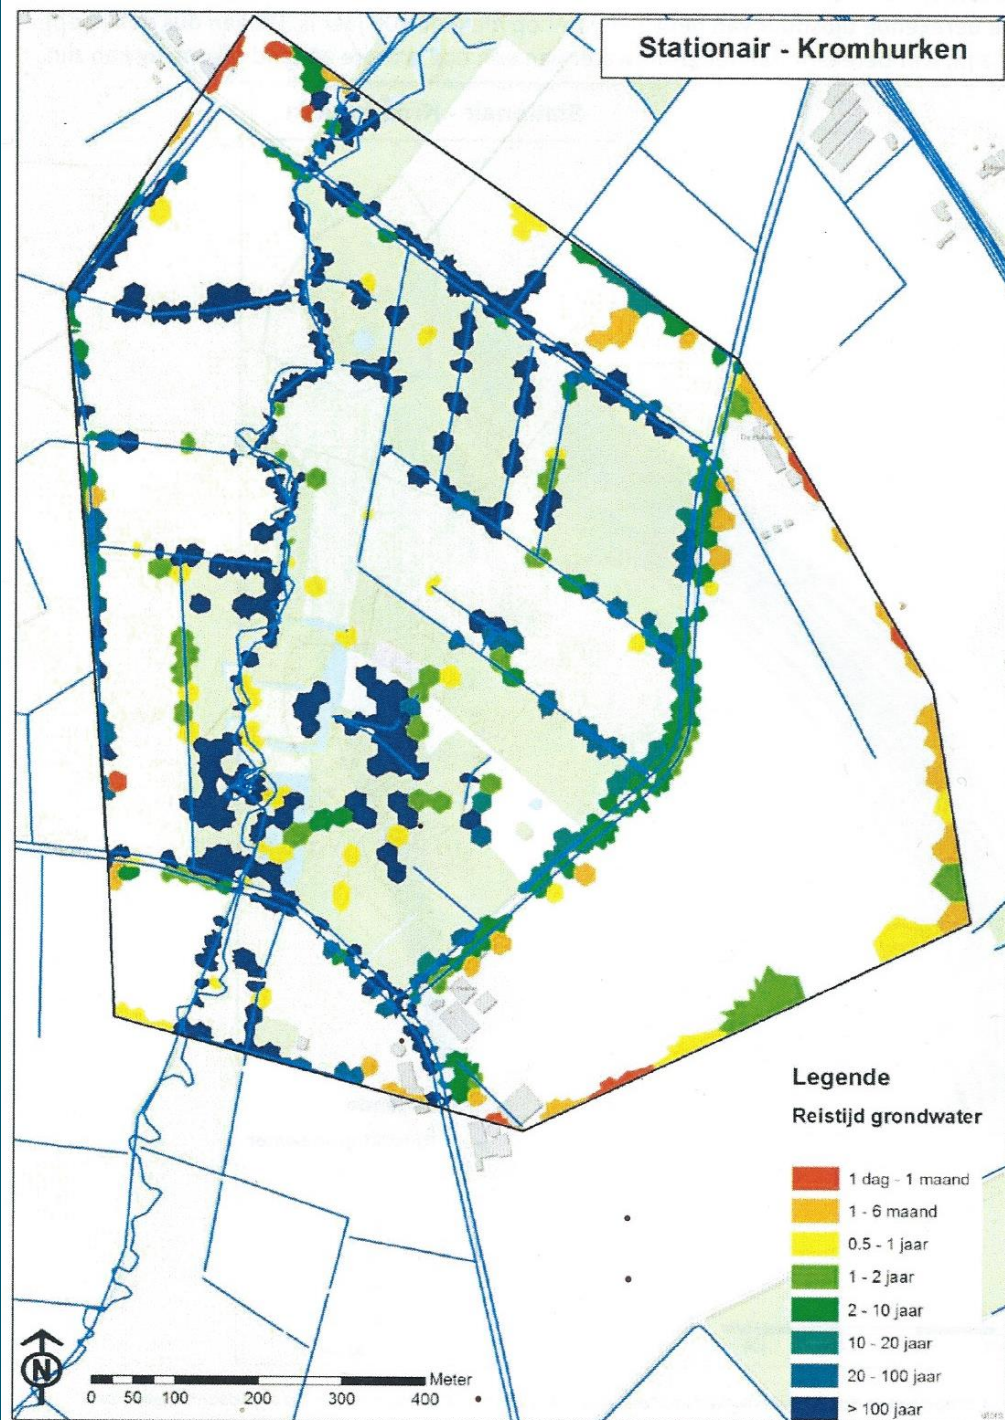 Stationair - Kromhurken
Legende
Reistijd grondwater
1 dag - 1 maand
1 - 6 maand
0.5 - 1 jaar
1 - 2 jaar
2 - 10 jaar
10 - 20 jaar
20 - 100 jaar
> 100 jaar
N
Meter
0 50 100 200 300 400